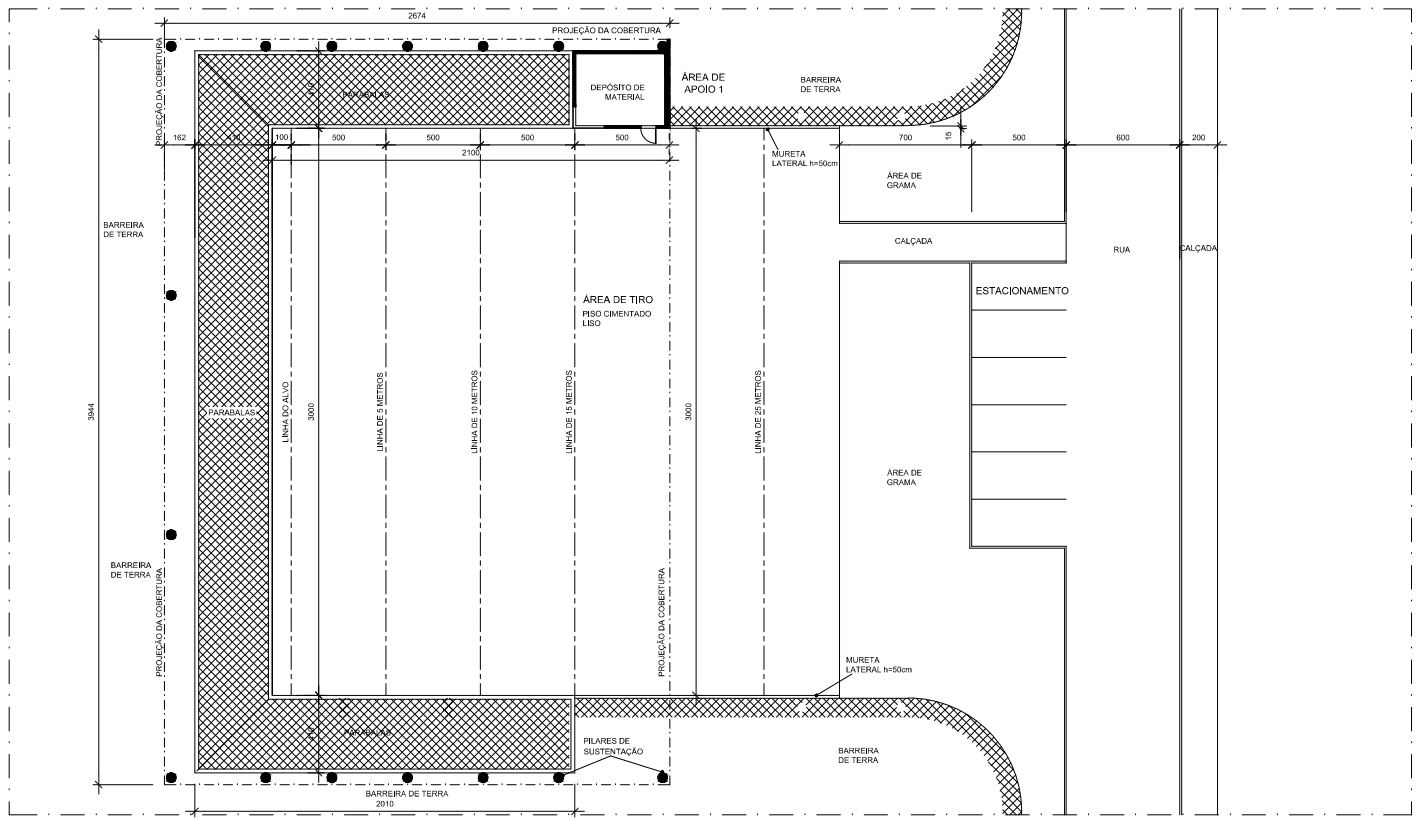 2674
PROJEÇÃO DA COBERTURA
PROJEÇÃO DA COBERTURA
PARABALAS
410
DEPÓSITO DE
MATERIAL
ÁREA DE
APOIO 1
BARREIRA
DE TERRA
162
410
100
500
500
500
500
2100
MURETA
LATERAL h=50cm
700
15
500
600
200
ÁREA DE
GRAMA
BARREIRA
DE TERRA
CALÇADA
RUA
CALÇADA
ÁREA DE TIRO
PISO CIMENTADO
LISO
ESTACIONAMENTO
3944
PARABALAS
LINHA DO ALVO
3000
LINHA DE 5 METROS
LINHA DE 10 METROS
LINHA DE 15 METROS
3000
LINHA DE 25 METROS
ÁREA DE
GRAMA
BARREIRA
DE TERRA
PROJEÇÃO DA COBERTURA
PROJEÇÃO DA COBERTURA
MURETA
LATERAL h=50cm
PARABALAS
410
PILARES DE
SUSTENTAÇÃO
BARREIRA
DE TERRA
BARREIRA DE TERRA
2010